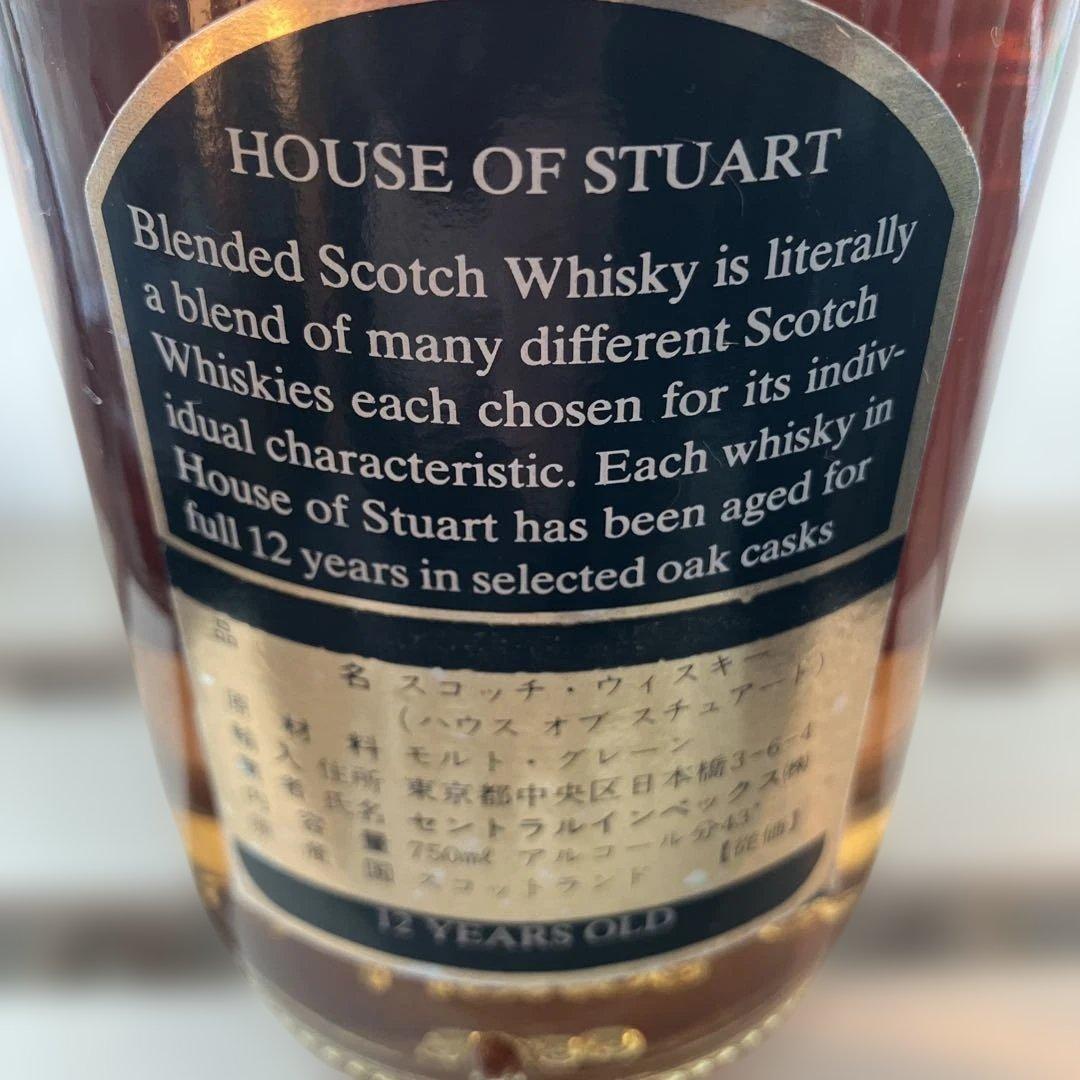 HOUSE OF STUART
Blended Scotch Whisky is literally
a blend of many different Scotch
Whiskies each chosen for its indiv-
idual characteristic. Each whisky in
House of Stuart has been aged for
full 12 years in selected oak casks
品 名 スコッチ・ウィスキー
(ハウス オブ スチュアート)
原 材 料 モルト・グレーン
輸 入 住所 東京都中央区日本橋3-6-4
業 者 氏名 セントラルインペックス㈱
内 容 量 750mℓ アルコール分43°
原 産 国 スコットランド 【従価】
12 YEARS OLD